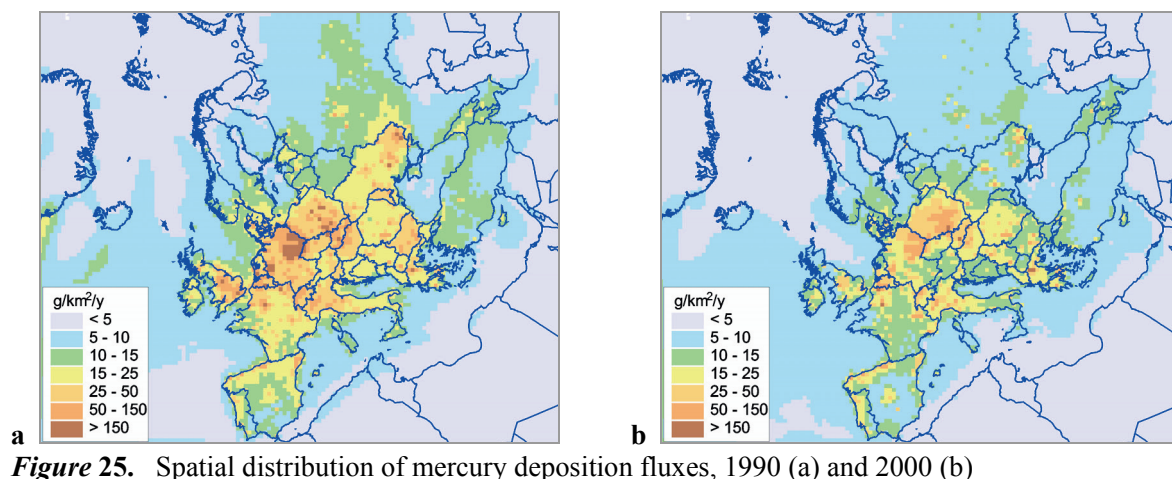 g/km²/y
< 5
5 - 10
10 - 15
15 - 25
25 - 50
50 - 150
> 150
a
g/km²/y
< 5
5 - 10
10 - 15
15 - 25
25 - 50
50 - 150
> 150
b
Figure 25. Spatial distribution of mercury deposition fluxes, 1990 (a) and 2000 (b)